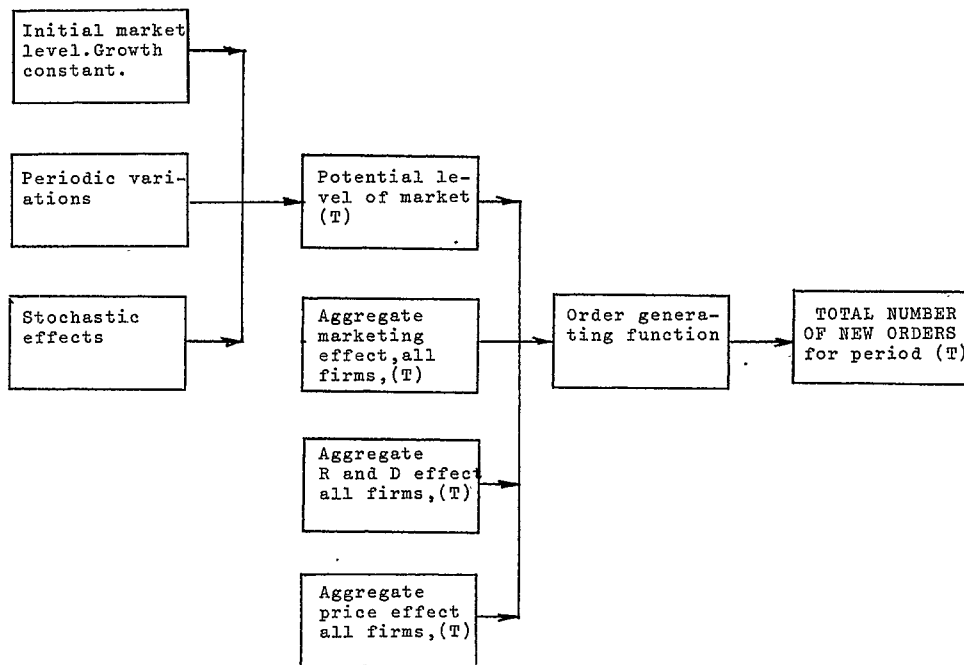 Initial market
level.Growth
constant.
Periodic vari-
ations
Stochastic
effects
Potential le-
vel of market
(T)
Aggregate
marketing
effect,all
firms,(T)
Aggregate
R and D effect
all firms,(T)
Aggregate
price effect
all firms,(T)
Order genera-
ting function
TOTAL NUMBER
OF NEW ORDERS
for period (T)